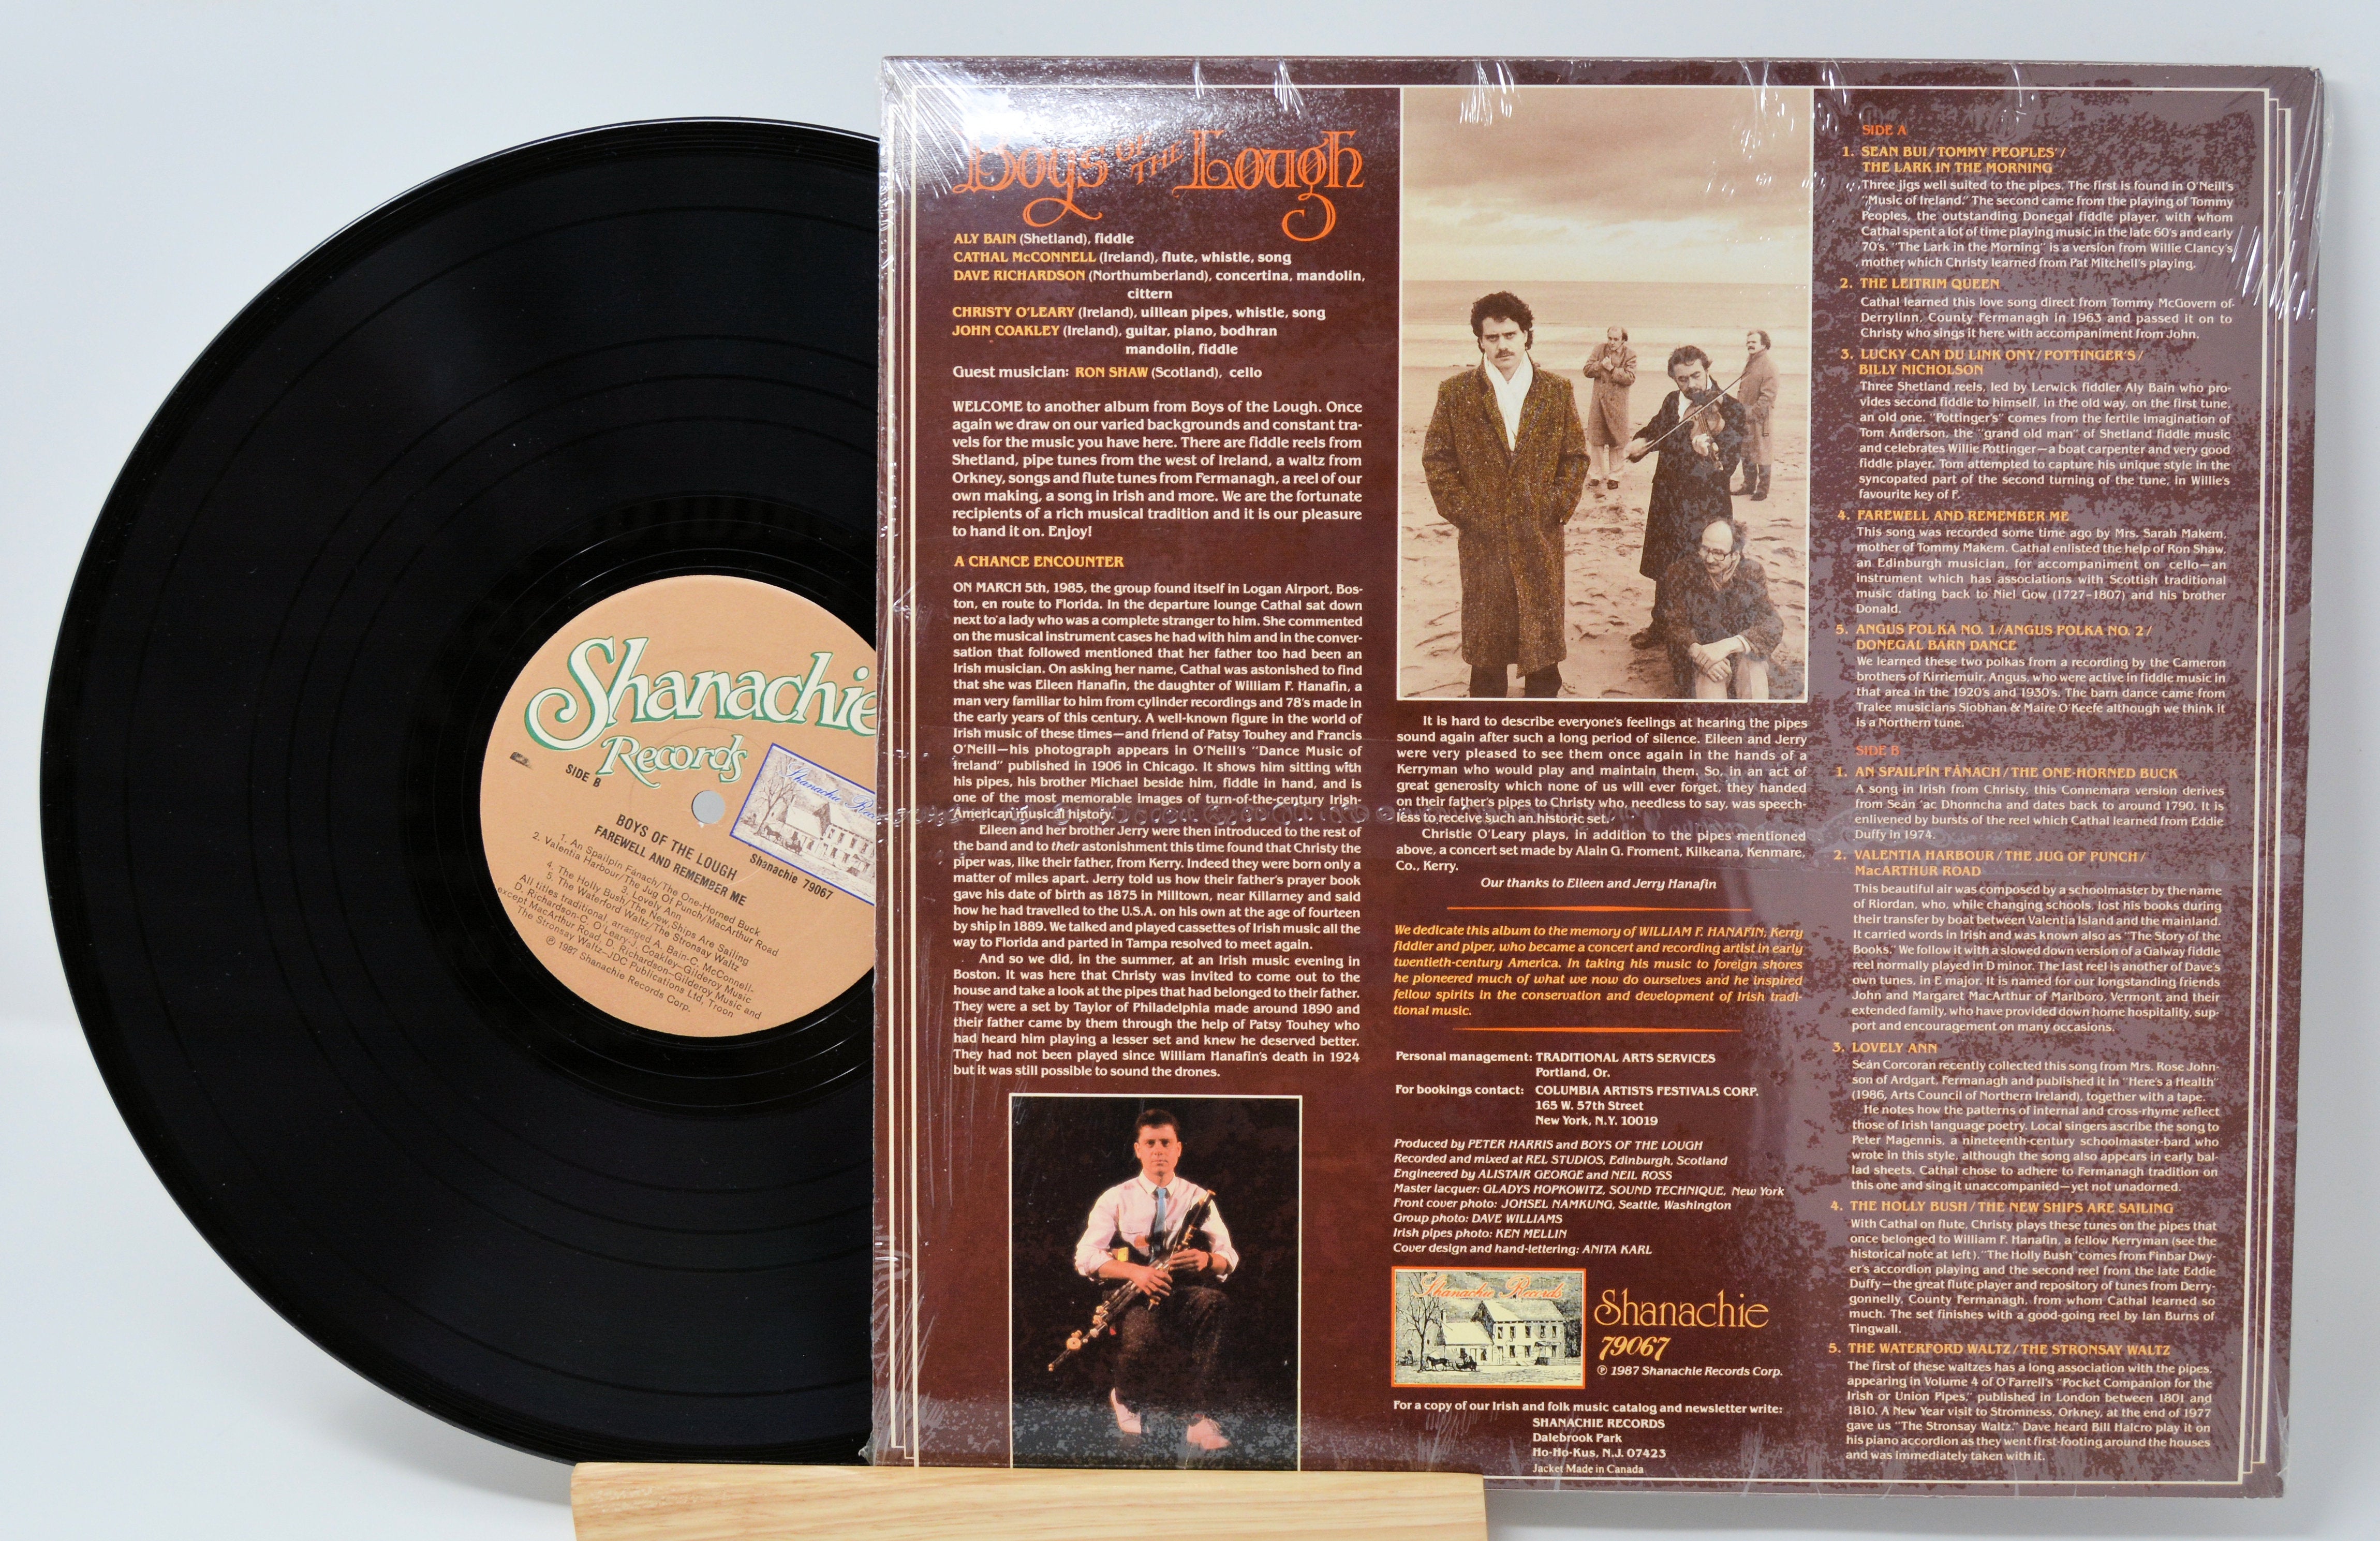 Shanachie
Records
SIDE B
Shanachie Records
Shanachie 79067
BOYS OF THE LOUGH
FAREWELL AND REMEMBER ME
1. An Spailpín Fánach/The One-Horned Buck
2. Valentia Harbour/The Jug Of Punch/MacArthur Road
3. Lovely Ann
4. The Holly Bush/The New Ships Are Sailing
5. The Waterford Waltz/The Stronsay Waltz
All titles traditional, arranged A. Bain-C. McConnell-
D. Richardson-C. O'Leary-J. Coakley-Gilderoy Music
except MacArthur Road, D. Richardson-Gilderoy Music and
The Stronsay Waltz-JDC Publications Ltd, Troon
℗ 1987 Shanachie Records Corp.
Boys of THE Lough
ALY BAIN (Shetland), fiddle
CATHAL McCONNELL (Ireland), flute, whistle, song
DAVE RICHARDSON (Northumberland), concertina, mandolin,
cittern
CHRISTY O'LEARY (Ireland), uillean pipes, whistle, song
JOHN COAKLEY (Ireland), guitar, piano, bodhran
mandolin, fiddle
Guest musician: RON SHAW (Scotland), cello
WELCOME to another album from Boys of the Lough. Once
again we draw on our varied backgrounds and constant tra-
vels for the music you have here. There are fiddle reels from
Shetland, pipe tunes from the west of Ireland, a waltz from
Orkney, songs and flute tunes from Fermanagh, a reel of our
own making, a song in Irish and more. We are the fortunate
recipients of a rich musical tradition and it is our pleasure
to hand it on. Enjoy!
A CHANCE ENCOUNTER
ON MARCH 5th, 1985, the group found itself in Logan Airport, Bos-
ton, en route to Florida. In the departure lounge Cathal sat down
next to a lady who was a complete stranger to him. She commented
on the musical instrument cases he had with him and in the conver-
sation that followed mentioned that her father too had been an
Irish musician. On asking her name, Cathal was astonished to find
that she was Eileen Hanafin, the daughter of William F. Hanafin, a
man very familiar to him from cylinder recordings and 78's made in
the early years of this century. A well-known figure in the world of
Irish music of these times—and friend of Patsy Touhey and Francis
O'Neill—his photograph appears in O'Neill's "Dance Music of
Ireland" published in 1906 in Chicago. It shows him sitting with
his pipes, his brother Michael beside him, fiddle in hand, and is
one of the most memorable images of turn-of-the-century Irish-
American musical history.
Eileen and her brother Jerry were then introduced to the rest of
the band and to their astonishment this time found that Christy the
piper was, like their father, from Kerry. Indeed they were born only a
matter of miles apart. Jerry told us how their father's prayer book
gave his date of birth as 1875 in Milltown, near Killarney and said
how he had travelled to the U.S.A. on his own at the age of fourteen
by ship in 1889. We talked and played cassettes of Irish music all the
way to Florida and parted in Tampa resolved to meet again.
And so we did, in the summer, at an Irish music evening in
Boston. It was here that Christy was invited to come out to the
house and take a look at the pipes that had belonged to their father.
They were a set by Taylor of Philadelphia made around 1890 and
their father came by them through the help of Patsy Touhey who
had heard him playing a lesser set and knew he deserved better.
They had not been played since William Hanafin's death in 1924
but it was still possible to sound the drones.
It is hard to describe everyone's feelings at hearing the pipes
sound again after such a long period of silence. Eileen and Jerry
were very pleased to see them once again in the hands of a
Kerryman who would play and maintain them. So, in an act of
great generosity which none of us will ever forget, they handed
on their father's pipes to Christy who, needless to say, was speech-
less to receive such an historic set.
Christie O'Leary plays, in addition to the pipes mentioned
above, a concert set made by Alain G. Froment, Kilkeana, Kenmare,
Co., Kerry.
Our thanks to Eileen and Jerry Hanafin
We dedicate this album to the memory of WILLIAM F. HANAFIN, Kerry
fiddler and piper, who became a concert and recording artist in early
twentieth-century America. In taking his music to foreign shores
he pioneered much of what we now do ourselves and he inspired
fellow spirits in the conservation and development of Irish tradi-
tional music.
Personal management: TRADITIONAL ARTS SERVICES
Portland, Or.
For bookings contact: COLUMBIA ARTISTS FESTIVALS CORP.
165 W. 57th Street
New York, N.Y. 10019
Produced by PETER HARRIS and BOYS OF THE LOUGH
Recorded and mixed at REL STUDIOS, Edinburgh, Scotland
Engineered by ALISTAIR GEORGE and NEIL ROSS
Master lacquer: GLADYS HOPKOWITZ, SOUND TECHNIQUE, New York
Front cover photo: JOHSEL NAMKUNG, Seattle, Washington
Group photo: DAVE WILLIAMS
Irish pipes photo: KEN MELLIN
Cover design and hand-lettering: ANITA KARL
Shanachie Records
Shanachie
79067
℗ 1987 Shanachie Records Corp.
For a copy of our Irish and folk music catalog and newsletter write:
SHANACHIE RECORDS
Dalebrook Park
Ho-Ho-Kus, N.J. 07423
Jacket Made in Canada
SIDE A
1. SEAN BUI/TOMMY PEOPLES'/
THE LARK IN THE MORNING
Three jigs well suited to the pipes. The first is found in O'Neill's
"Music of Ireland." The second came from the playing of Tommy
Peoples, the outstanding Donegal fiddle player, with whom
Cathal spent a lot of time playing music in the late 60's and early
70's. "The Lark in the Morning" is a version from Willie Clancy's
mother which Christy learned from Pat Mitchell's playing.
2. THE LEITRIM QUEEN
Cathal learned this love song direct from Tommy McGovern of
Derrylinn, County Fermanagh in 1963 and passed it on to
Christy who sings it here with accompaniment from John.
3. LUCKY CAN DU LINK ONY/POTTINGER'S/
BILLY NICHOLSON
Three Shetland reels, led by Lerwick fiddler Aly Bain who pro-
vides second fiddle to himself, in the old way, on the first tune,
an old one. "Pottinger's" comes from the fertile imagination of
Tom Anderson, the "grand old man" of Shetland fiddle music
and celebrates Willie Pottinger—a boat carpenter and very good
fiddle player. Tom attempted to capture his unique style in the
syncopated part of the second turning of the tune, in Willie's
favourite key of F.
4. FAREWELL AND REMEMBER ME
This song was recorded some time ago by Mrs. Sarah Makem,
mother of Tommy Makem. Cathal enlisted the help of Ron Shaw,
an Edinburgh musician, for accompaniment on cello—an
instrument which has associations with Scottish traditional
music dating back to Niel Gow (1727-1807) and his brother
Donald.
5. ANGUS POLKA NO. 1/ANGUS POLKA NO. 2/
DONEGAL BARN DANCE
We learned these two polkas from a recording by the Cameron
brothers of Kirriemuir, Angus, who were active in fiddle music in
that area in the 1920's and 1930's. The barn dance came from
Tralee musicians Siobhan & Maire O'Keefe although we think it
is a Northern tune.
SIDE B
1. AN SPAILPÍN FÁNACH/THE ONE-HORNED BUCK
A song in Irish from Christy, this Connemara version derives
from Seán 'ac Dhonncha and dates back to around 1790. It is
enlivened by bursts of the reel which Cathal learned from Eddie
Duffy in 1974.
2. VALENTIA HARBOUR/THE JUG OF PUNCH/
MacARTHUR ROAD
This beautiful air was composed by a schoolmaster by the name
of Riordan, who, while changing schools, lost his books during
their transfer by boat between Valentia Island and the mainland.
It carried words in Irish and was known also as "The Story of the
Books." We follow it with a slowed down version of a Galway fiddle
reel normally played in D minor. The last reel is another of Dave's
own tunes, in E major. It is named for our longstanding friends
John and Margaret MacArthur of Marlboro, Vermont, and their
extended family, who have provided down home hospitality, sup-
port and encouragement on many occasions.
3. LOVELY ANN
Seán Corcoran recently collected this song from Mrs. Rose John-
son of Ardgart, Fermanagh and published it in "Here's a Health"
(1986, Arts Council of Northern Ireland), together with a tape.
He notes how the patterns of internal and cross-rhyme reflect
those of Irish language poetry. Local singers ascribe the song to
Peter Magennis, a nineteenth-century schoolmaster-bard who
wrote in this style, although the song also appears in early bal-
lad sheets. Cathal chose to adhere to Fermanagh tradition on
this one and sing it unaccompanied—yet not unadorned.
4. THE HOLLY BUSH/THE NEW SHIPS ARE SAILING
With Cathal on flute, Christy plays these tunes on the pipes that
once belonged to William F. Hanafin, a fellow Kerryman (see the
historical note at left). "The Holly Bush" comes from Finbar Dwy-
er's accordion playing and the second reel from the late Eddie
Duffy—the great flute player and repository of tunes from Derry-
gonnelly, County Fermanagh, from whom Cathal learned so
much. The set finishes with a good-going reel by Ian Burns of
Tingwall.
5. THE WATERFORD WALTZ/THE STRONSAY WALTZ
The first of these waltzes has a long association with the pipes,
appearing in Volume 4 of O'Farrell's "Pocket Companion for the
Irish or Union Pipes," published in London between 1801 and
1810. A New Year visit to Stromness, Orkney, at the end of 1977
gave us "The Stronsay Waltz." Dave heard Bill Halcro play it on
his piano accordion as they went first-footing around the houses
and was immediately taken with it.